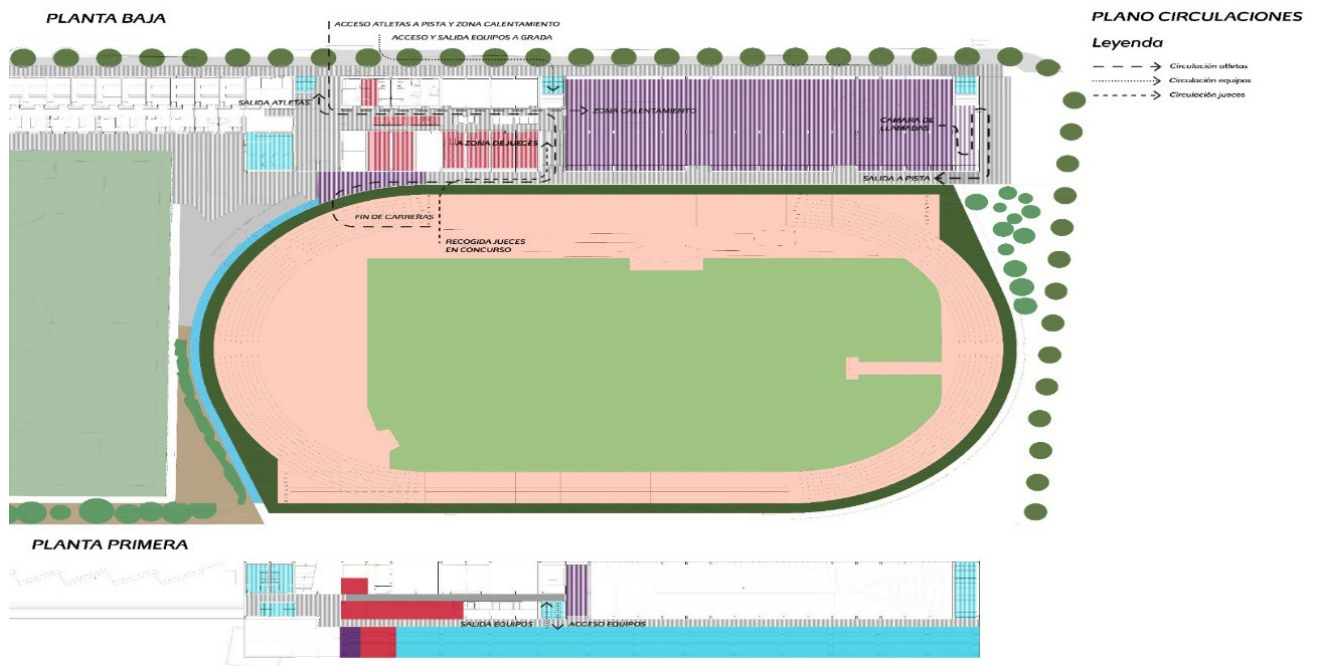 PLANTA BAJA
ACCESO ATLETAS A PISTA Y ZONA CALENTAMIENTO
ACCESO Y SALIDA EQUIPOS A GRADA
PLANO CIRCULACIONES
Leyenda
Circulación atletas
Circulación equipos
Circulación jueces
SALIDA ATLETAS
ZONA CALENTAMIENTO
CAMARA DE
LLAMADAS
A ZONA DE JUECES
SALIDA A PISTA
FIN DE CARRERAS
RECOGIDA JUECES
EN CONCURSO
PLANTA PRIMERA
SALIDA EQUIPOS
ACCESO EQUIPOS